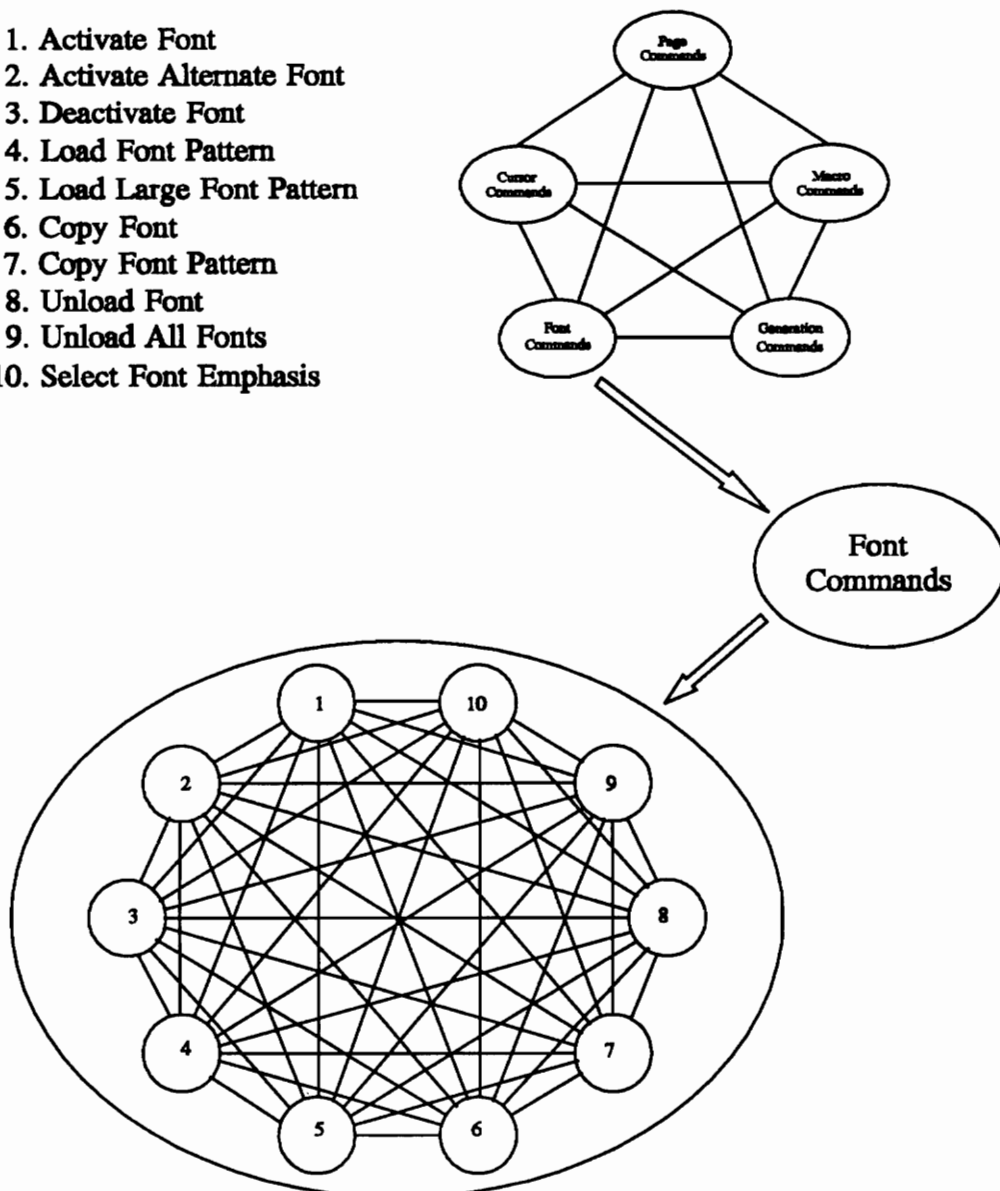 1. Activate Font
2. Activate Alternate Font
3. Deactivate Font
4. Load Font Pattern
5. Load Large Font Pattern
6. Copy Font
7. Copy Font Pattern
8. Unload Font
9. Unload All Fonts
10. Select Font Emphasis
Page
Commands
Cursor
Commands
Macro
Commands
Font
Commands
Generation
Commands
Font
Commands
1
10
2
9
3
8
4
7
5
6